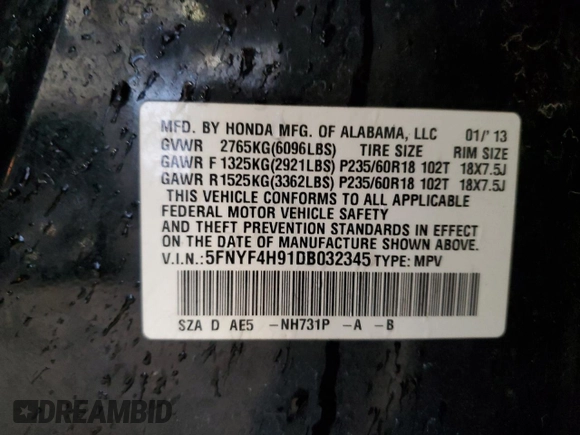 MFD. BY HONDA MFG. OF ALABAMA, LLC 01/'13
GVWR 2765KG(6096LBS) TIRE SIZE RIM SIZE
GAWR F 1325KG(2921LBS) P235/60R18 102T 18X7.5J
GAWR R1525KG(3362LBS) P235/60R18 102T 18X7.5J
THIS VEHICLE CONFORMS TO ALL APPLICABLE
FEDERAL MOTOR VEHICLE SAFETY
AND THEFT PREVENTION STANDARDS IN EFFECT
ON THE DATE OF MANUFACTURE SHOWN ABOVE.
V.I.N.:5FNYF4H91DB032345 TYPE: MPV
SZA D AE5 -NH731P -A -B
DREAMBID